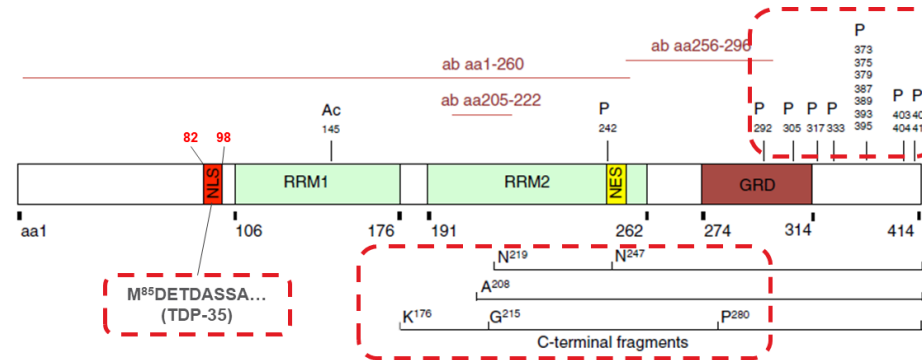 P
373
375
379
387
389
393
395
ab aa256-296
ab aa1-260
ab aa205-222
Ac
145
P
242
P P P P
292 305 317 333
P P
403 40
404 41
82 98
NLS
RRM1
RRM2
NES
GRD
aa1 106 176 191 262 274 314 414
M⁸⁵DETDASSA...
(TDP-35)
N²¹⁹ N²⁴⁷
A²⁰⁸
K¹⁷⁶ G²¹⁵ P²⁸⁰
C-terminal fragments